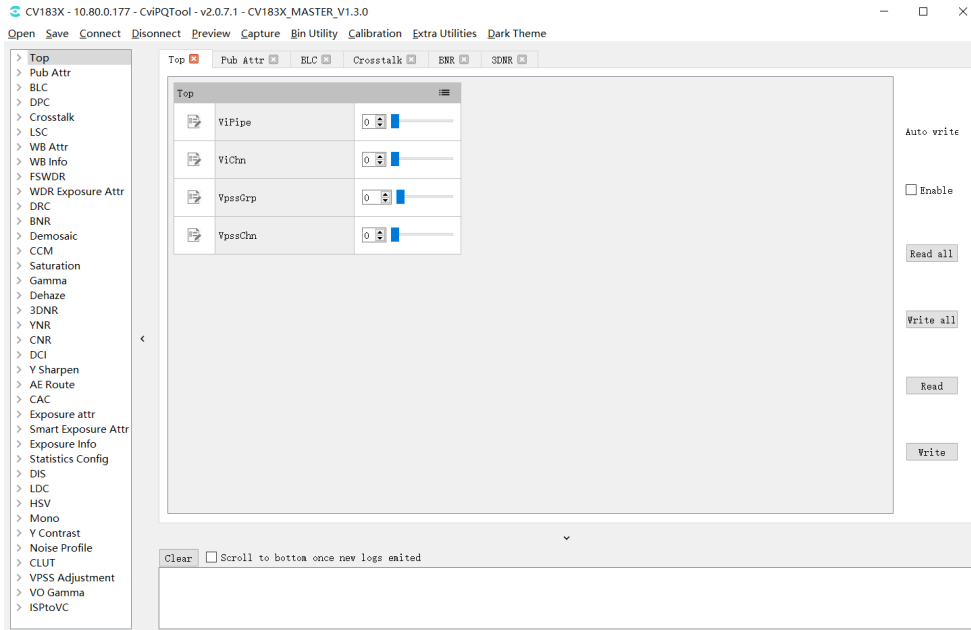 CV183X - 10.80.0.177 - CviPQTool - v2.0.7.1 - CV183X_MASTER_V1.3.0
Open Save Connect Disconnect Preview Capture Bin Utility Calibration Extra Utilities Dark Theme
Top
Pub Attr
BLC
DPC
Crosstalk
LSC
WB Attr
WB Info
FSWDR
WDR Exposure Attr
DRC
BNR
Demosaic
CCM
Saturation
Gamma
Dehaze
3DNR
YNR
CNR
DCI
Y Sharpen
AE Route
CAC
Exposure attr
Smart Exposure Attr
Exposure Info
Statistics Config
DIS
LDC
HSV
Mono
Y Contrast
Noise Profile
CLUT
VPSS Adjustment
VO Gamma
ISPtoVC
Top Pub Attr BLC Crosstalk BNR 3DNR
Top
ViPipe 0
ViChn 0
VpssGrp 0
VpssChn 0
Auto write
Enable
Read all
Write all
Read
Write
Clear Scroll to bottom once new logs emited